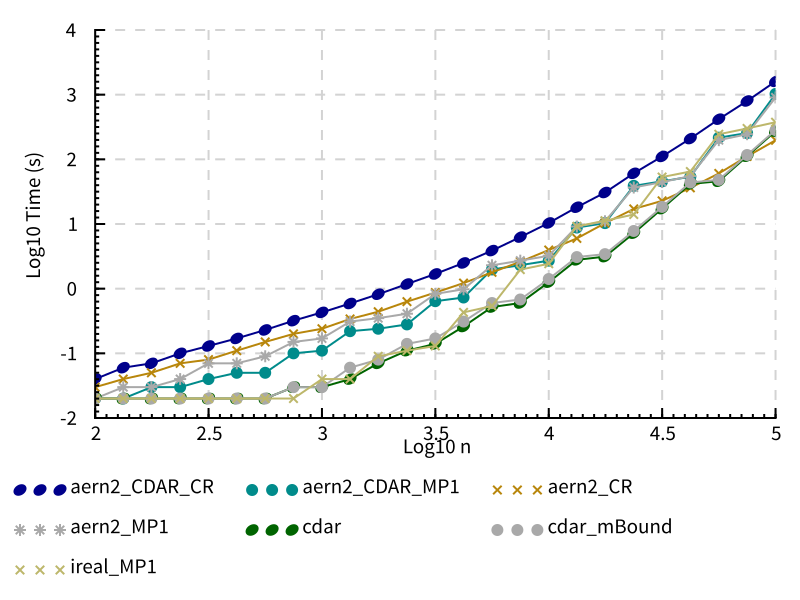 4
3
2
1
0
-1
-2
Log10 Time (s)
2 2.5 3 3.5 4 4.5 5
Log10 n
aern2_CDAR_CR aern2_CDAR_MP1 aern2_CR
aern2_MP1 cdar cdar_mBound
ireal_MP1